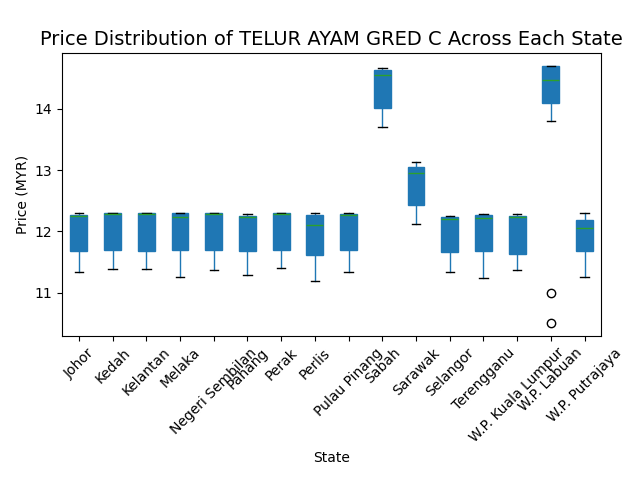 Price Distribution of TELUR AYAM GRED C Across Each State
Price (MYR)
14
13
12
11
Johor
Kedah
Kelantan
Melaka
Negeri Sembilan
Pahang
Perak
Perlis
Pulau Pinang
Sabah
Sarawak
Selangor
Terengganu
W.P. Kuala Lumpur
W.P. Labuan
W.P. Putrajaya
State